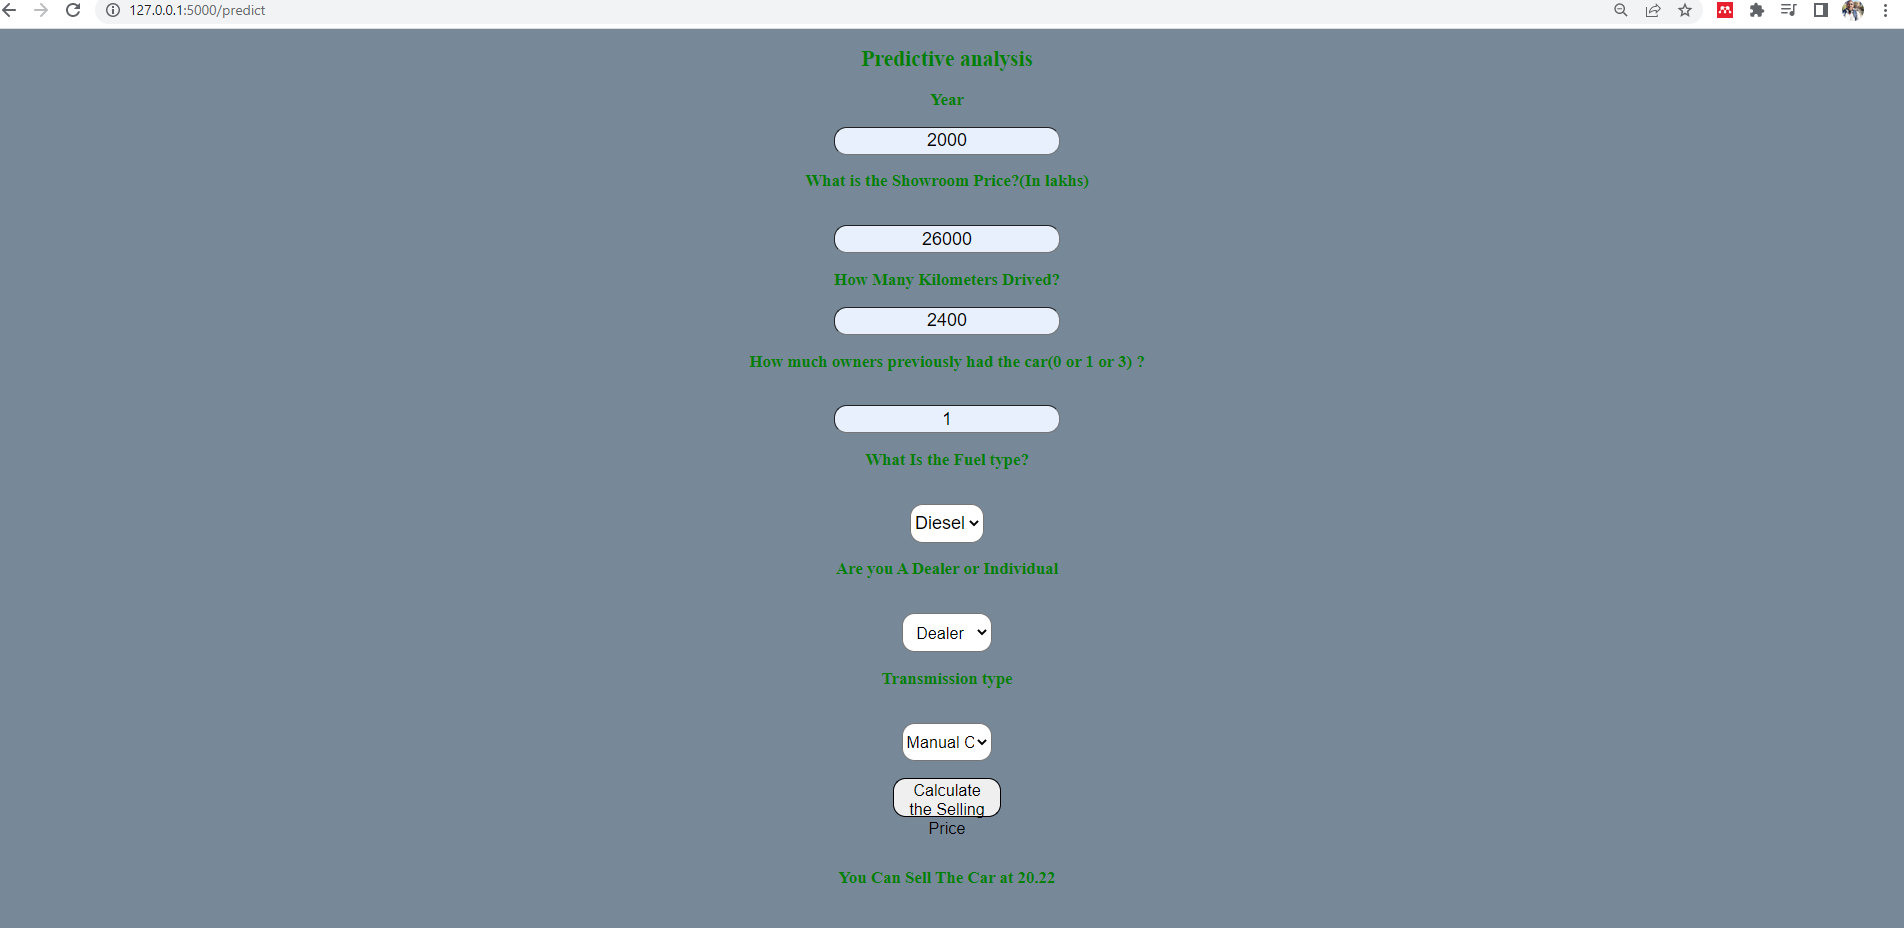 127.0.0.1:5000/predict
Predictive analysis
Year
2000
What is the Showroom Price?(In lakhs)
26000
How Many Kilometers Drived?
2400
How much owners previously had the car(0 or 1 or 3) ?
1
What Is the Fuel type?
Diesel
Are you A Dealer or Individual
Dealer
Transmission type
Manual C
Calculate
the Selling
Price
You Can Sell The Car at 20.22